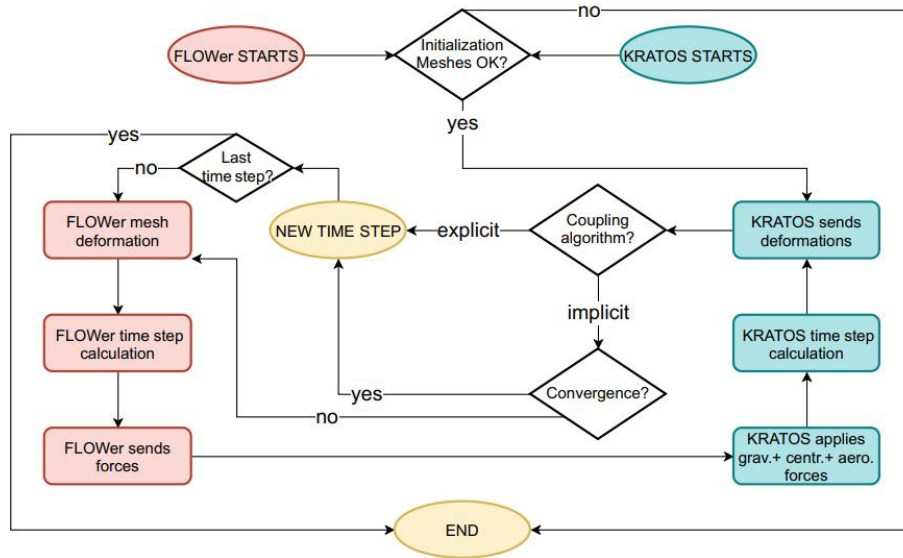 no
FLOWer STARTS
Initialization
Meshes OK?
KRATOS STARTS
yes
yes
Last
time step?
no
FLOWer mesh
deformation
NEW TIME STEP
explicit
Coupling
algorithm?
KRATOS sends
deformations
implicit
FLOWer time step
calculation
KRATOS time step
calculation
Convergence?
yes
no
FLOWer sends
forces
KRATOS applies
grav.+ centr.+ aero.
forces
END